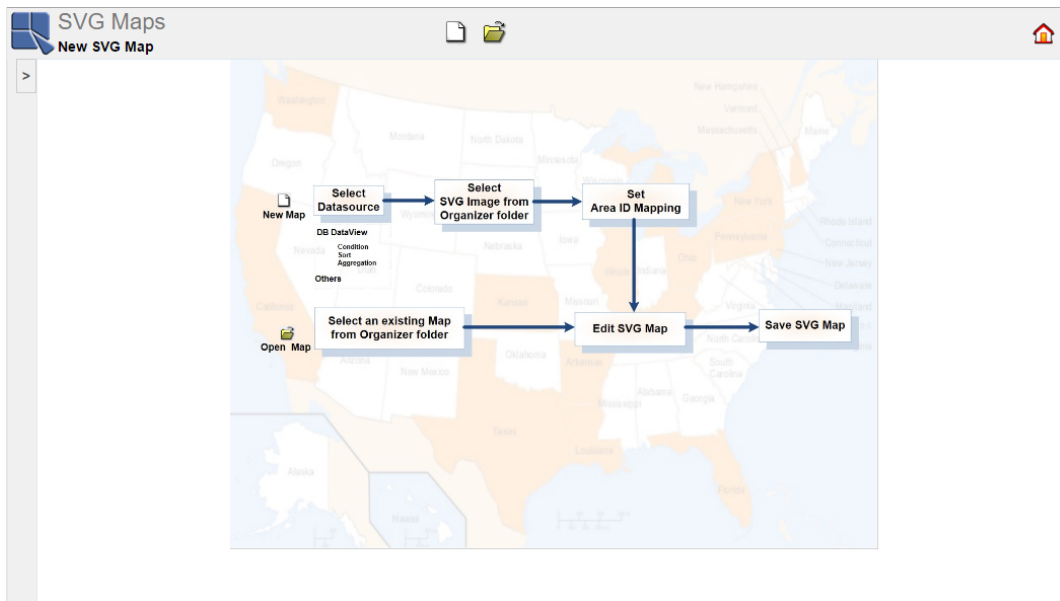 SVG Maps
New SVG Map
>
Washington
New Hampshire
Vermont
Massachusetts
Maine
Montana
North Dakota
Minnesota
Oregon
Wisconsin
New Map
Select
Datasource
Select
SVG Image from
Organizer folder
Set
Area ID Mapping
Wyoming
New York
Rhode Island
Connecticut
New Jersey
Delaware
Maryland
DB DataView
Condition
Sort
Aggregation
Others
Nevada
Utah
Nebraska
Iowa
Illinois
Indiana
Ohio
Pennsylvania
Colorado
Kansas
Missouri
Virginia
California
Open Map
Select an existing Map
from Organizer folder
Edit SVG Map
Save SVG Map
North Carolina
Arizona
New Mexico
Oklahoma
Arkansas
South
Carolina
Mississippi
Alabama
Georgia
Texas
Louisiana
Alaska
Hawaii
Florida